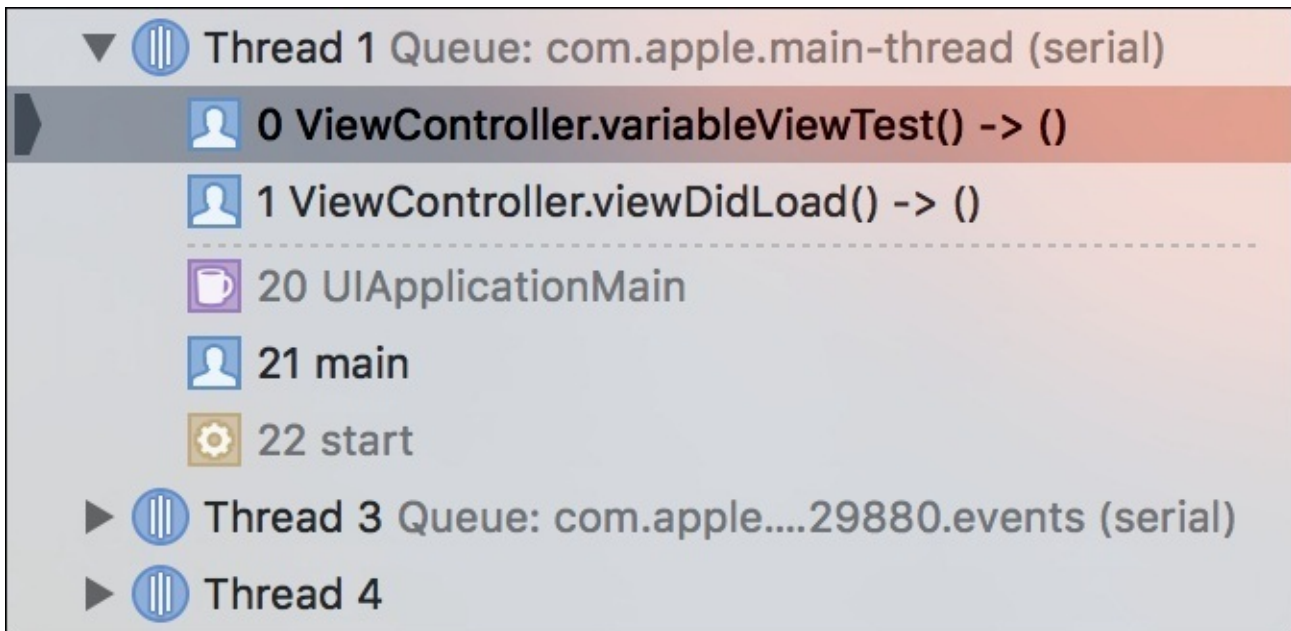 Thread 1 Queue: com.apple.main-thread (serial)
0 ViewController.variableViewTest() -> ()
1 ViewController.viewDidLoad() -> ()
20 UIApplicationMain
21 main
22 start
Thread 3 Queue: com.apple....29880.events (serial)
Thread 4